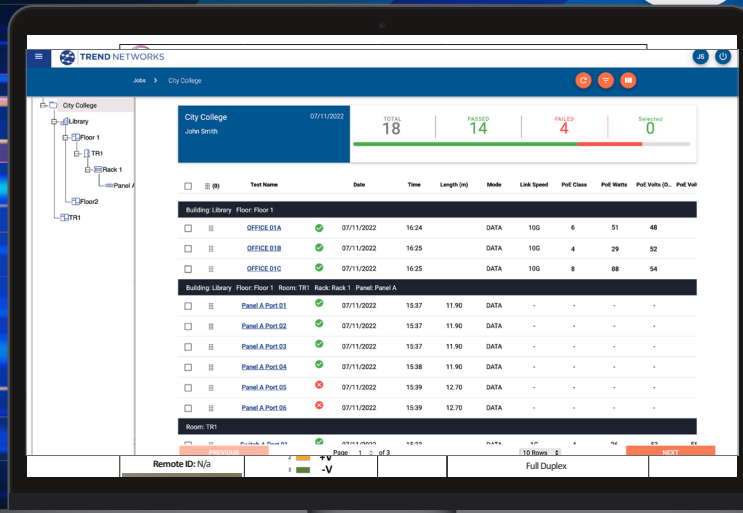 TREND NETWORKS
JS
Jobs > City College
City College
Library
Floor 1
TR1
Rack 1
Panel A
Floor2
TR1
City College 07/11/2022
John Smith
TOTAL
18
PASSED
14
FAILED
4
Selected
0
(0) Test Name Date Time Length (m) Mode Link Speed PoE Class PoE Watts PoE Volts (O... PoE Volt
Building: Library Floor: Floor 1
OFFICE 01A 07/11/2022 16:24 DATA 10G 6 51 48
OFFICE 01B 07/11/2022 16:25 DATA 10G 4 29 52
OFFICE 01C 07/11/2022 16:25 DATA 10G 8 88 54
Building: Library Floor: Floor 1 Room: TR1 Rack: Rack 1 Panel: Panel A
Panel A Port 01 07/11/2022 15:37 11.90 DATA - - - -
Panel A Port 02 07/11/2022 15:37 11.90 DATA - - - -
Panel A Port 03 07/11/2022 15:37 11.90 DATA - - - -
Panel A Port 04 07/11/2022 15:38 11.90 DATA - - - -
Panel A Port 05 07/11/2022 15:39 12.70 DATA - - - -
Panel A Port 06 07/11/2022 15:39 12.70 DATA - - - -
Room: TR1
PREVIOUS Page 1 of 3 10 Rows NEXT
Remote ID: N/a
2 +V
3 -V
Full Duplex